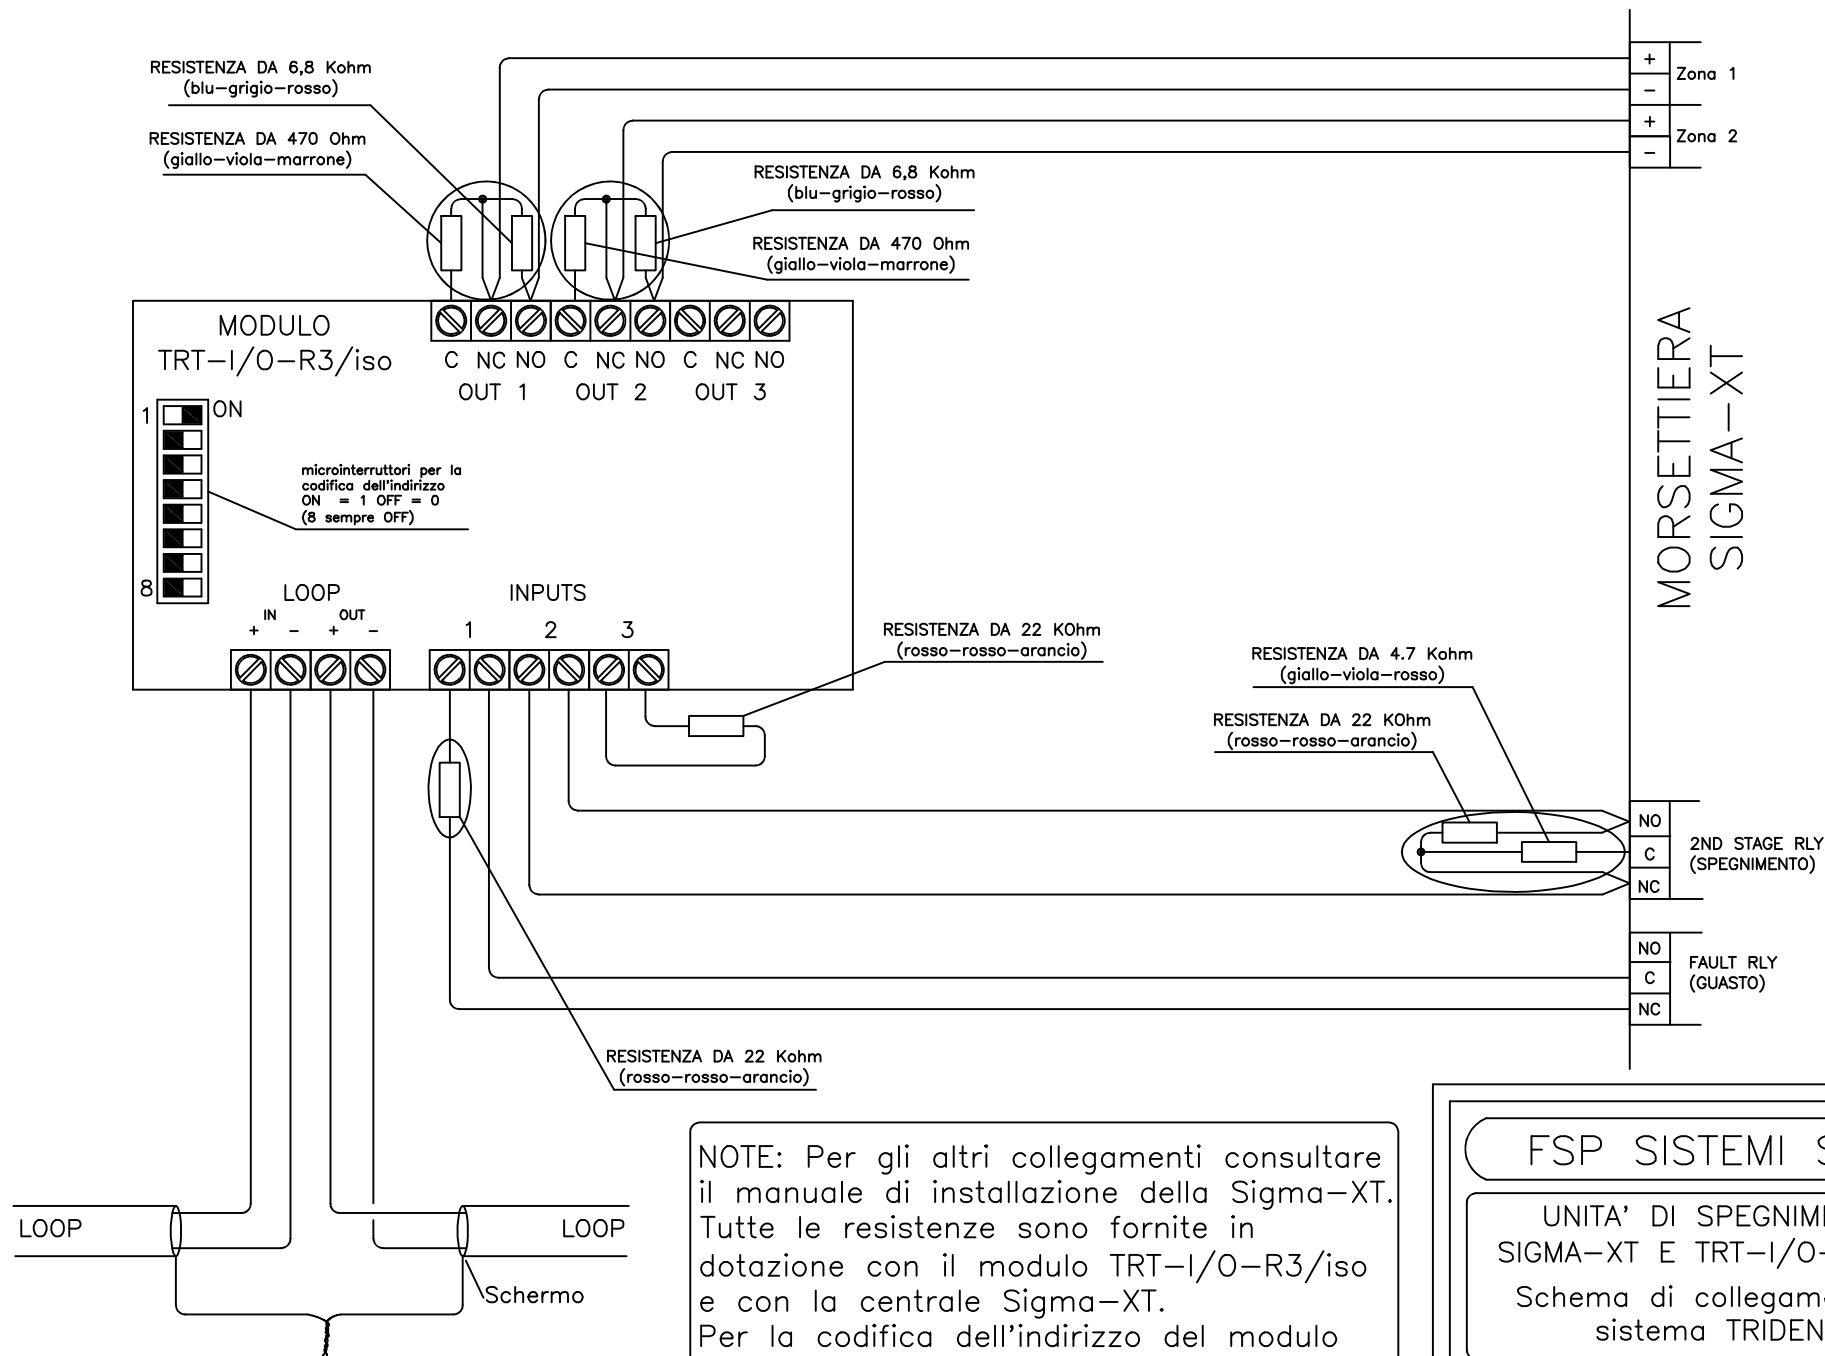 RESISTENZA DA 6,8 Kohm
(blu-grigio-rosso)
RESISTENZA DA 470 Ohm
(giallo-viola-marrone)
RESISTENZA DA 6,8 Kohm
(blu-grigio-rosso)
RESISTENZA DA 470 Ohm
(giallo-viola-marrone)
+
-
Zona 1
+
-
Zona 2
MODULO
TRT-I/O-R3/iso
C NC NO C NC NO C NC NO
OUT 1 OUT 2 OUT 3
1 ON
8
microinterruttori per la
codifica dell'indirizzo
ON = 1 OFF = 0
(8 sempre OFF)
LOOP
IN OUT
+ - + -
INPUTS
1 2 3
MORSETTIERA
SIGMA-XT
RESISTENZA DA 22 KOhm
(rosso-rosso-arancio)
RESISTENZA DA 4.7 Kohm
(giallo-viola-rosso)
RESISTENZA DA 22 KOhm
(rosso-rosso-arancio)
NO
C
NC
2ND STAGE RLY
(SPEGNIMENTO)
NO
C
NC
FAULT RLY
(GUASTO)
RESISTENZA DA 22 Kohm
(rosso-rosso-arancio)
LOOP
LOOP
Schermo
NOTE: Per gli altri collegamenti consultare
il manuale di installazione della Sigma-XT.
Tutte le resistenze sono fornite in
dotazione con il modulo TRT-I/O-R3/iso
e con la centrale Sigma-XT.
Per la codifica dell'indirizzo del modulo
FSP SISTEMI S
UNITA' DI SPEGNIM
SIGMA-XT E TRT-I/O-
Schema di collegam
sistema TRIDEN